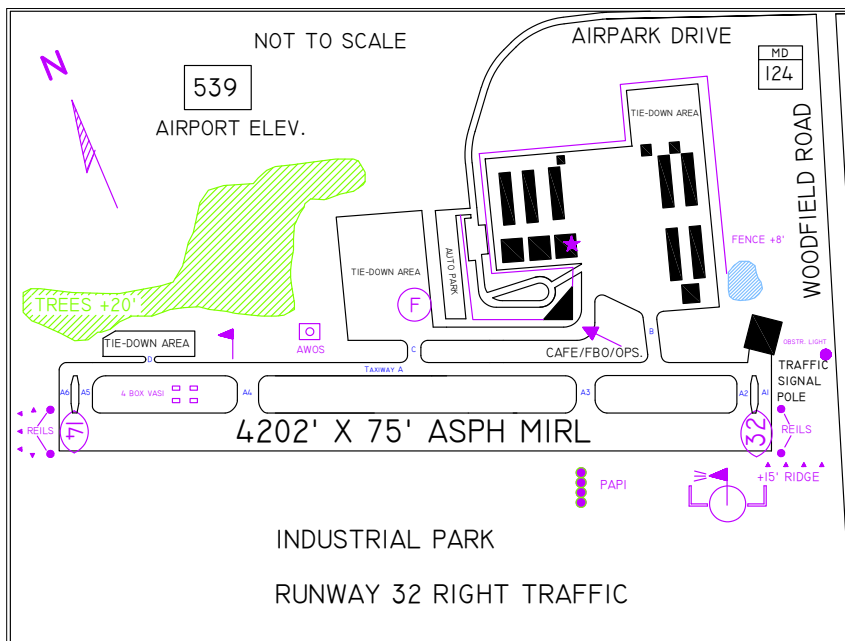 N
NOT TO SCALE
AIRPARK DRIVE
MD
124
539
AIRPORT ELEV.
TIE-DOWN AREA
WOODFIELD ROAD
FENCE +8'
TIE-DOWN AREA
AUTO PARK
TREES +20'
F
TIE-DOWN AREA
AWOS
CAFE/FBO/OPS.
B
OBSTR. LIGHT
D
C
TAXIWAY A
TRAFFIC
SIGNAL
POLE
A6
A5
4 BOX VASI
A4
A3
A2
A1
REILS
14
4202' X 75' ASPH MIRL
32
REILS
PAPI
+15' RIDGE
INDUSTRIAL PARK
RUNWAY 32 RIGHT TRAFFIC